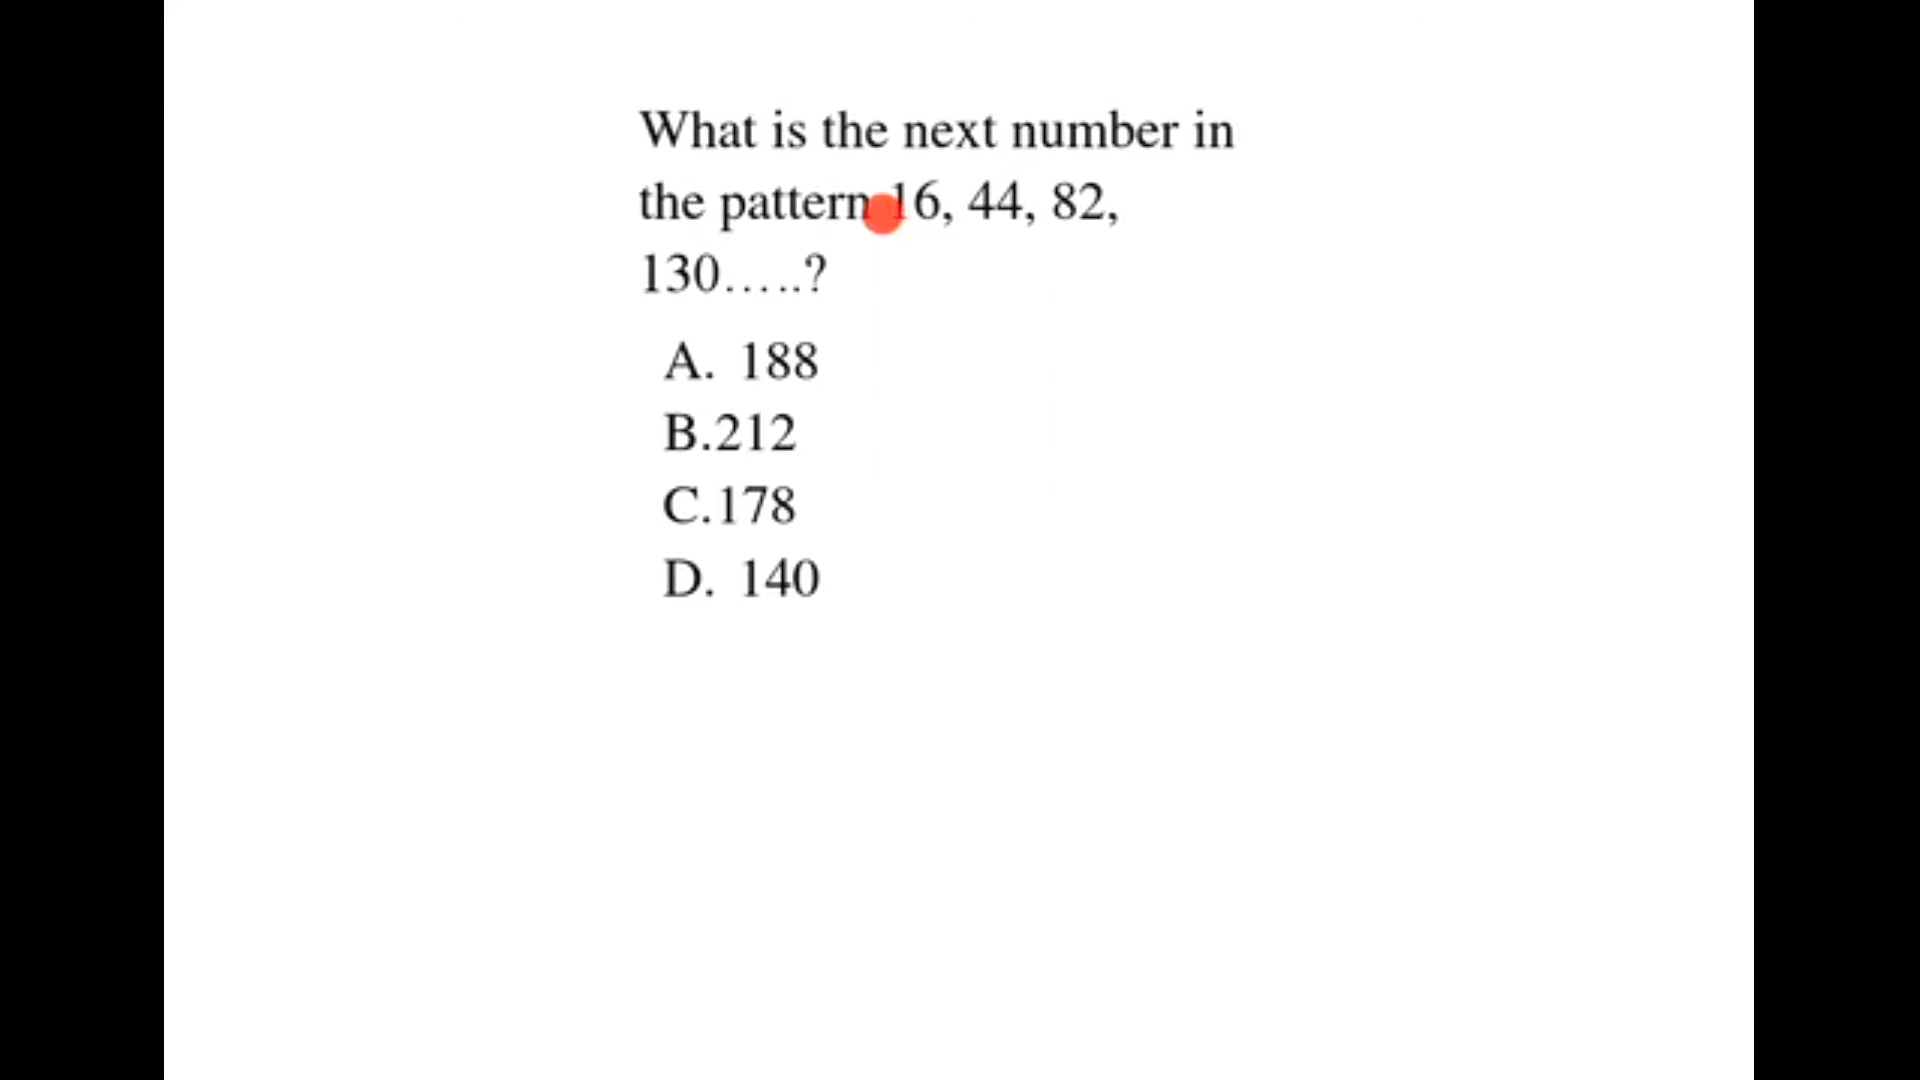 What is the next number in
the pattern 16, 44, 82,
130.....?
A. 188
B.212
C.178
D. 140